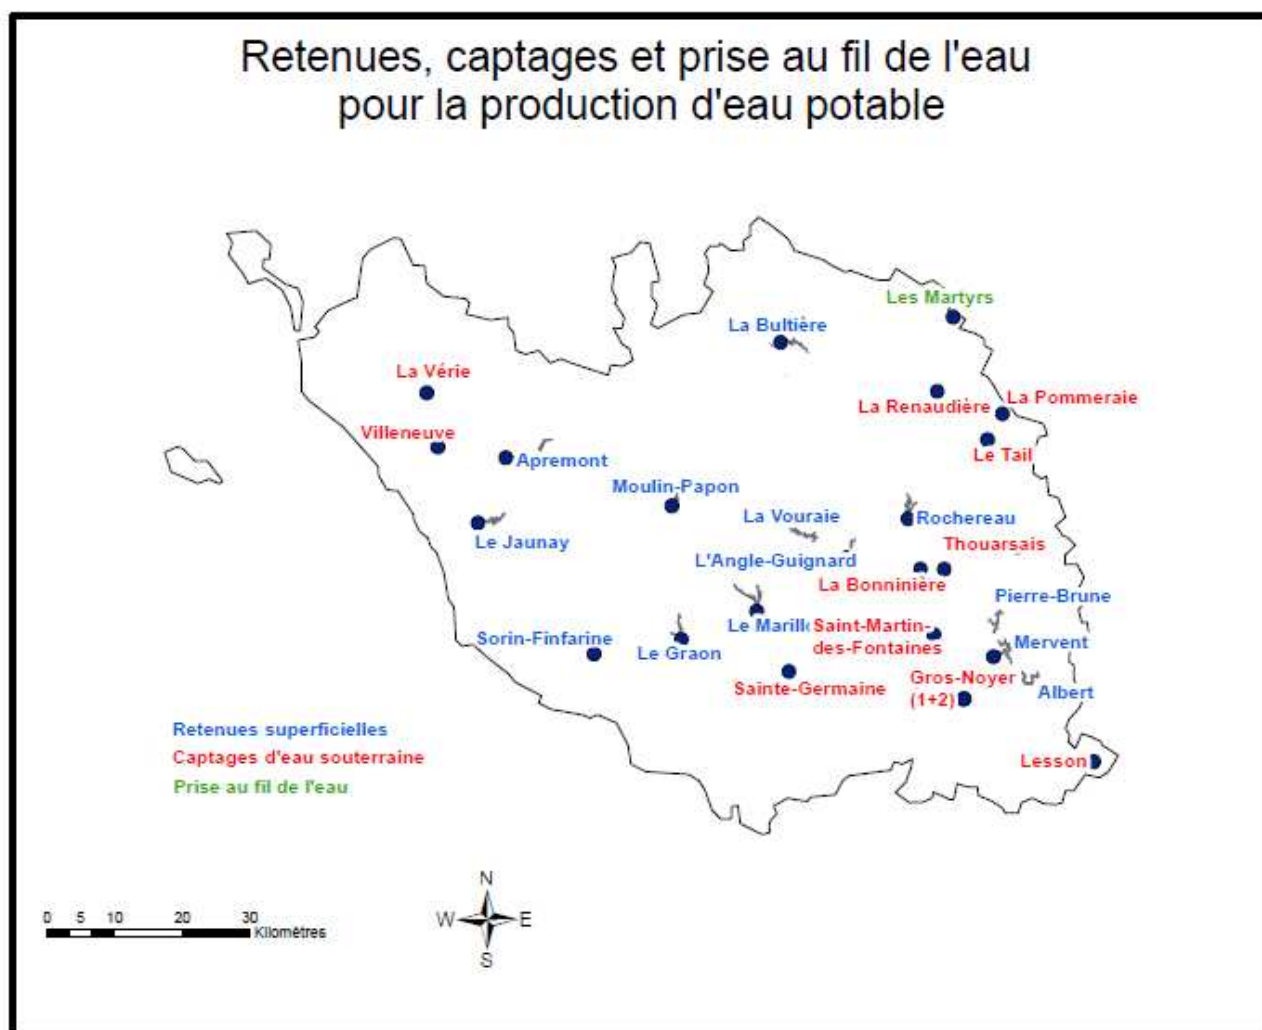 Retenues, captages et prise au fil de l'eau
pour la production d'eau potable
Les Martyrs
La Bultière
La Vérie
La Renaudière
La Pommeraie
Villeneuve
Le Tail
Apremont
Moulin-Papon
La Vouraie
Rochereau
Le Jaunay
Thouarsais
L'Angle-Guignard
La Bonninière
Pierre-Brune
Sorin-Finfarine
Le Graon
Le Marill
Saint-Martin-
des-Fontaines
Mervent
Sainte-Germaine
Gros-Noyer
(1+2)
Albert
Retenues superficielles
Captages d'eau souterraine
Prise au fil de l'eau
Lesson
N
W
E
S
0 5 10 20 30
Kilomètres